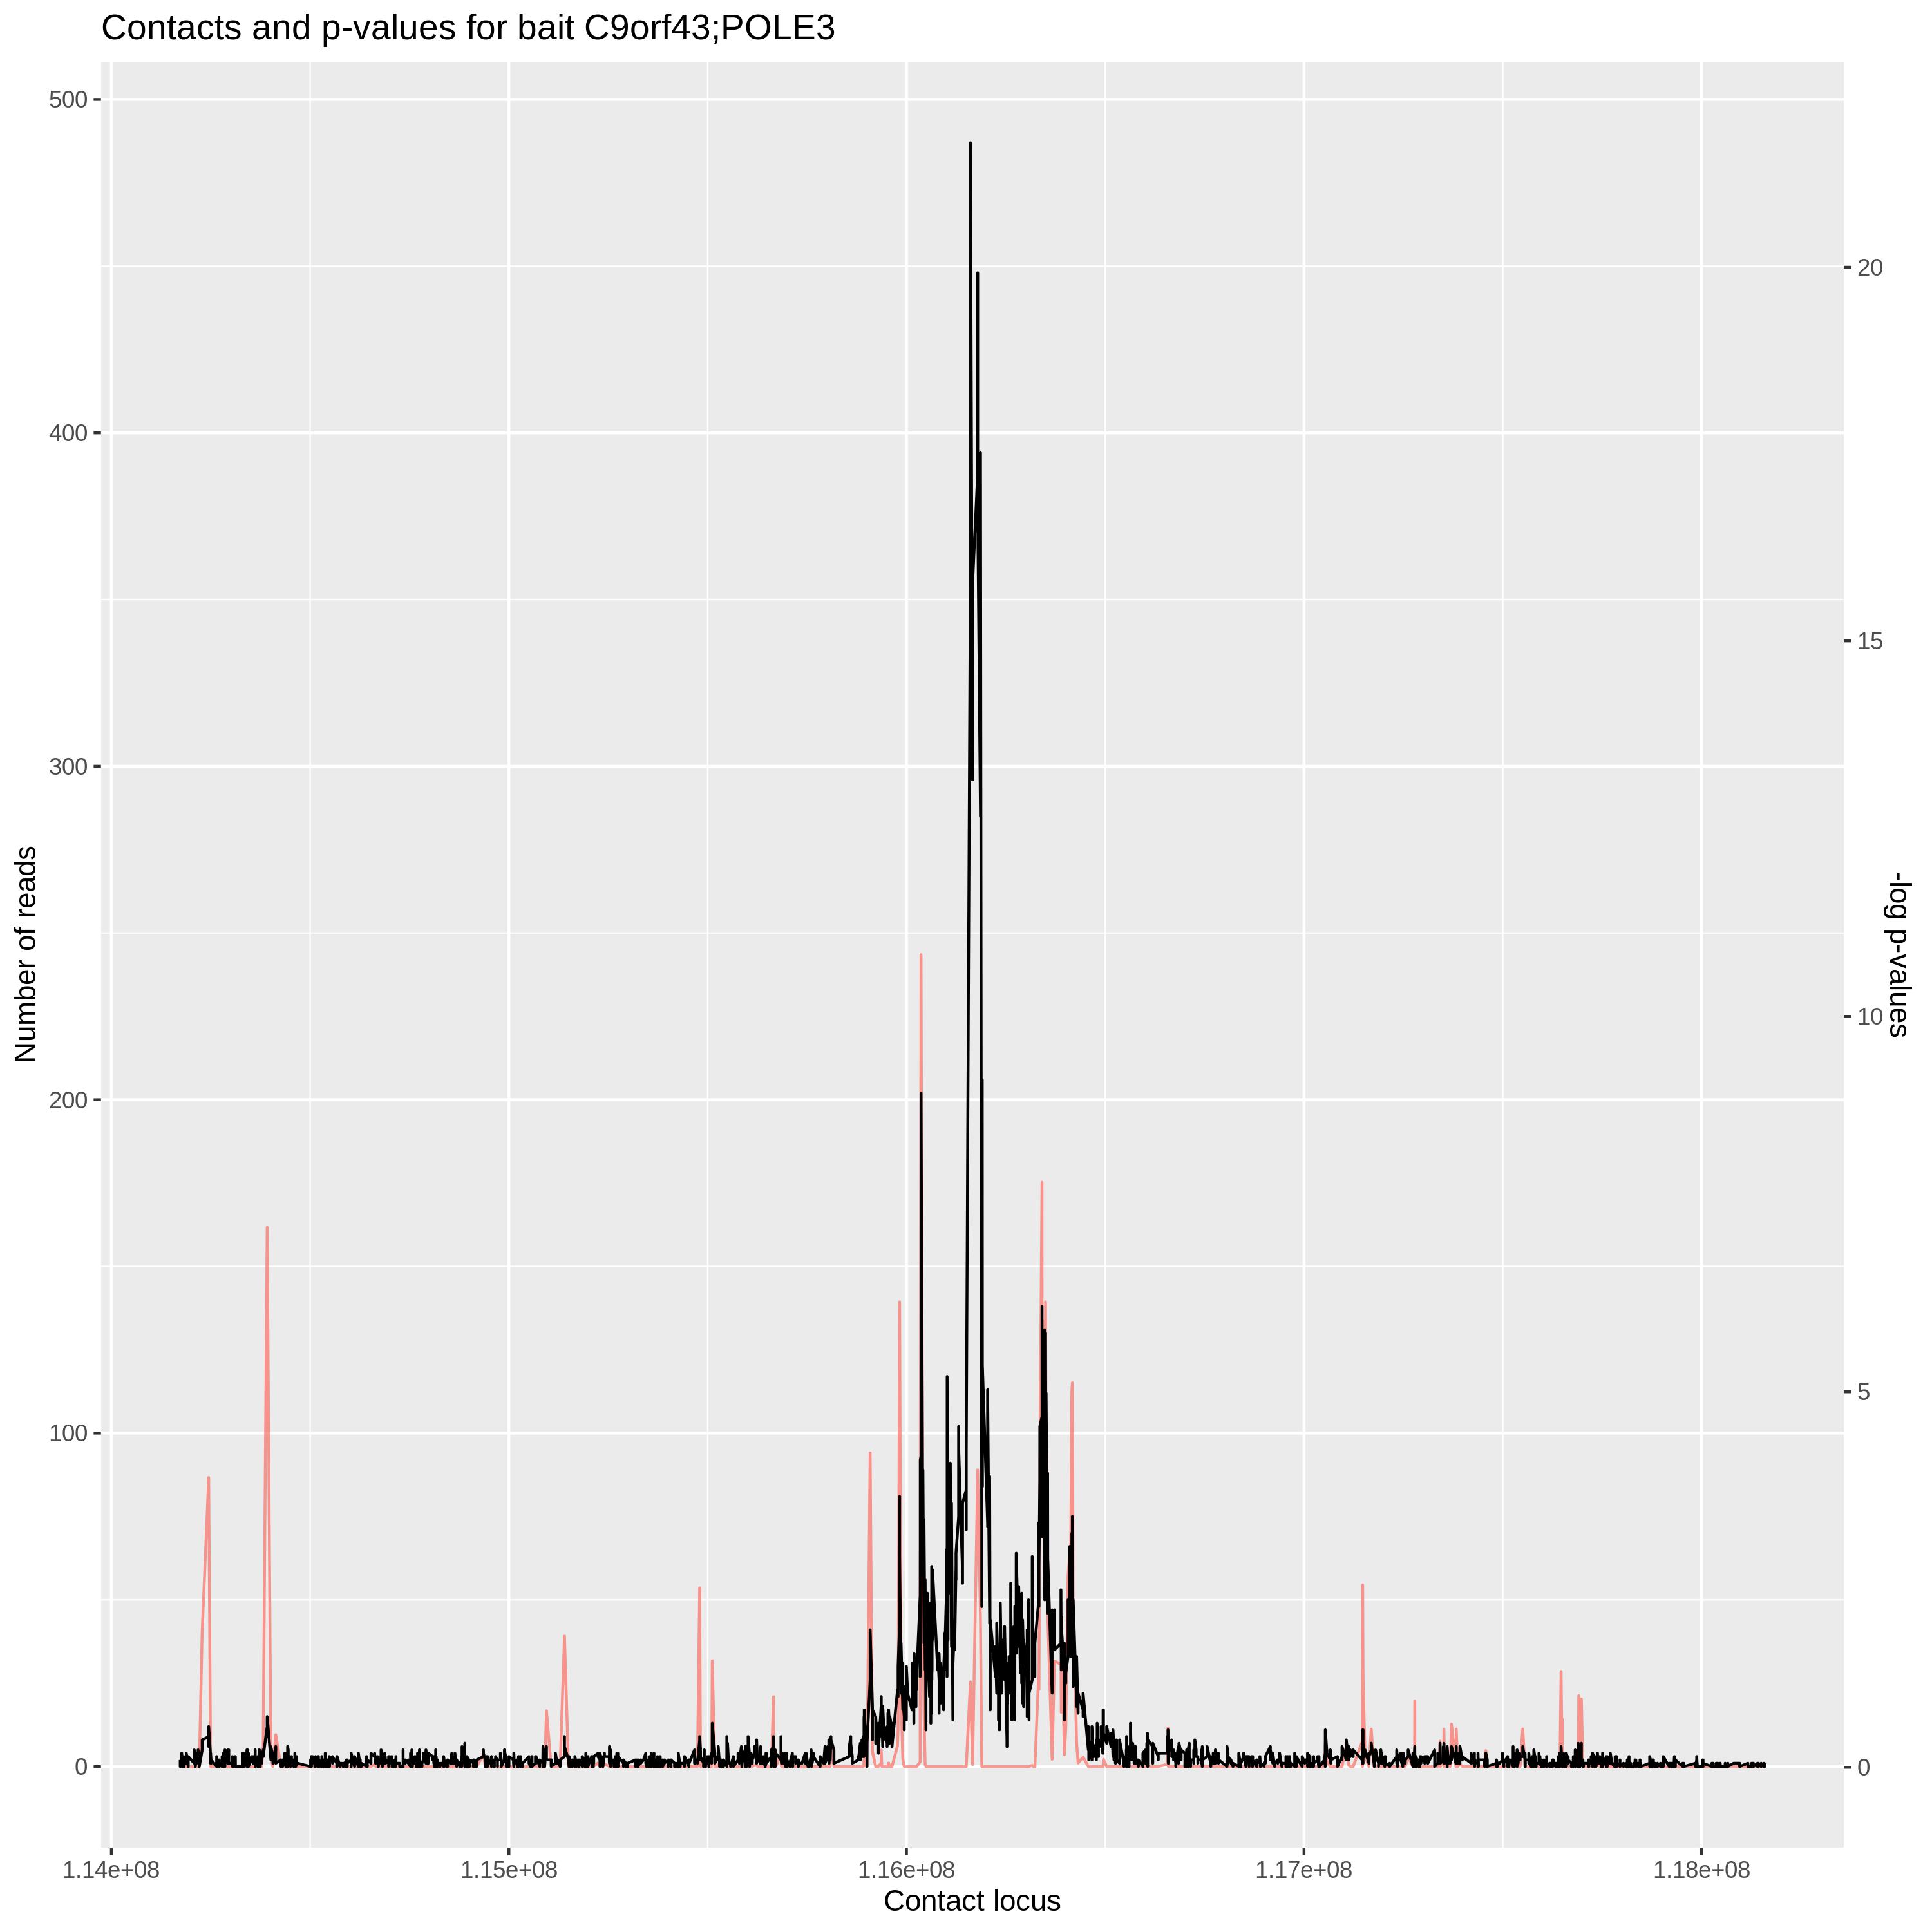 Contacts and p-values for bait C9orf43;POLE3
500
400
300
200
100
0
Number of reads
20
15
10
5
0
-log p-values
1.14e+08
1.15e+08
1.16e+08
1.17e+08
1.18e+08
Contact locus